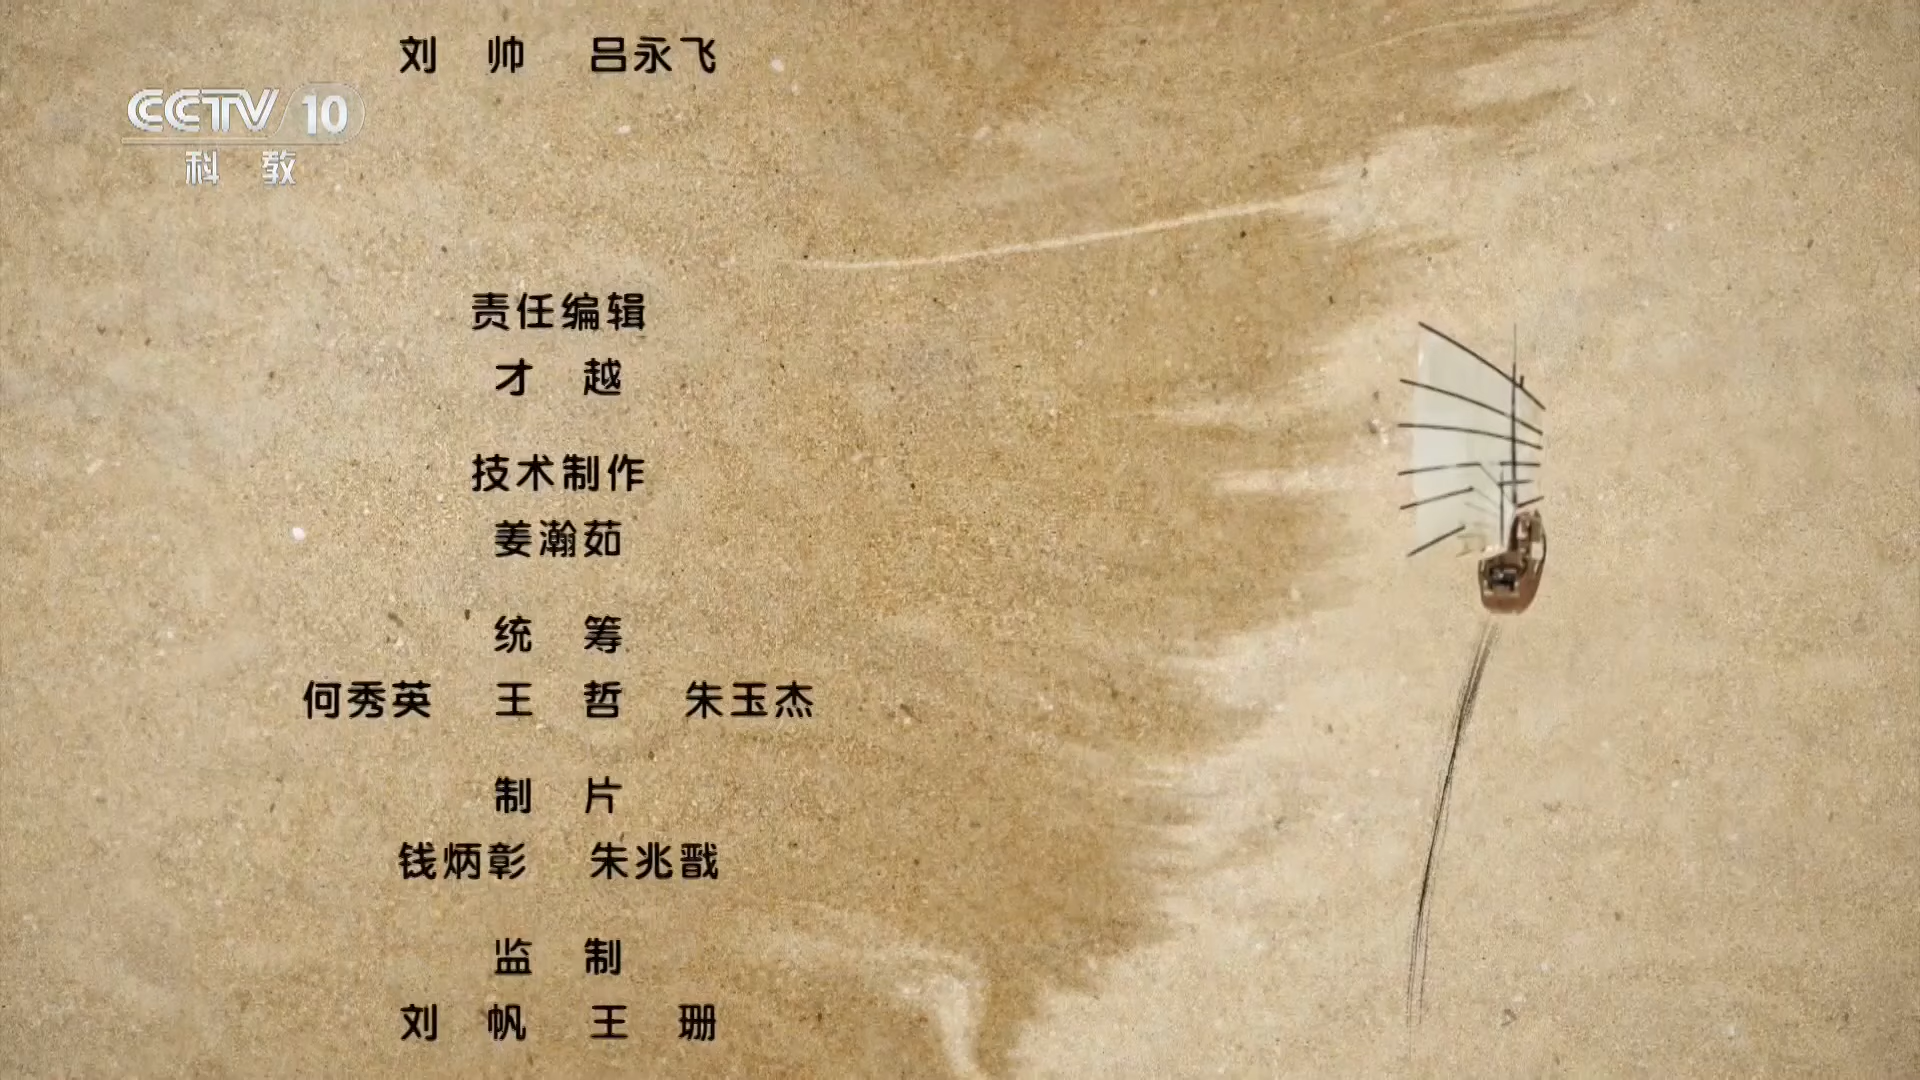 刘 帅 吕永飞
CCTV 10
科 教
责任编辑
才 越
技术制作
姜瀚茹
统 筹
何秀英 王 哲 朱玉杰
制 片
钱炳彰 朱兆戬
监 制
刘 帆 王 珊